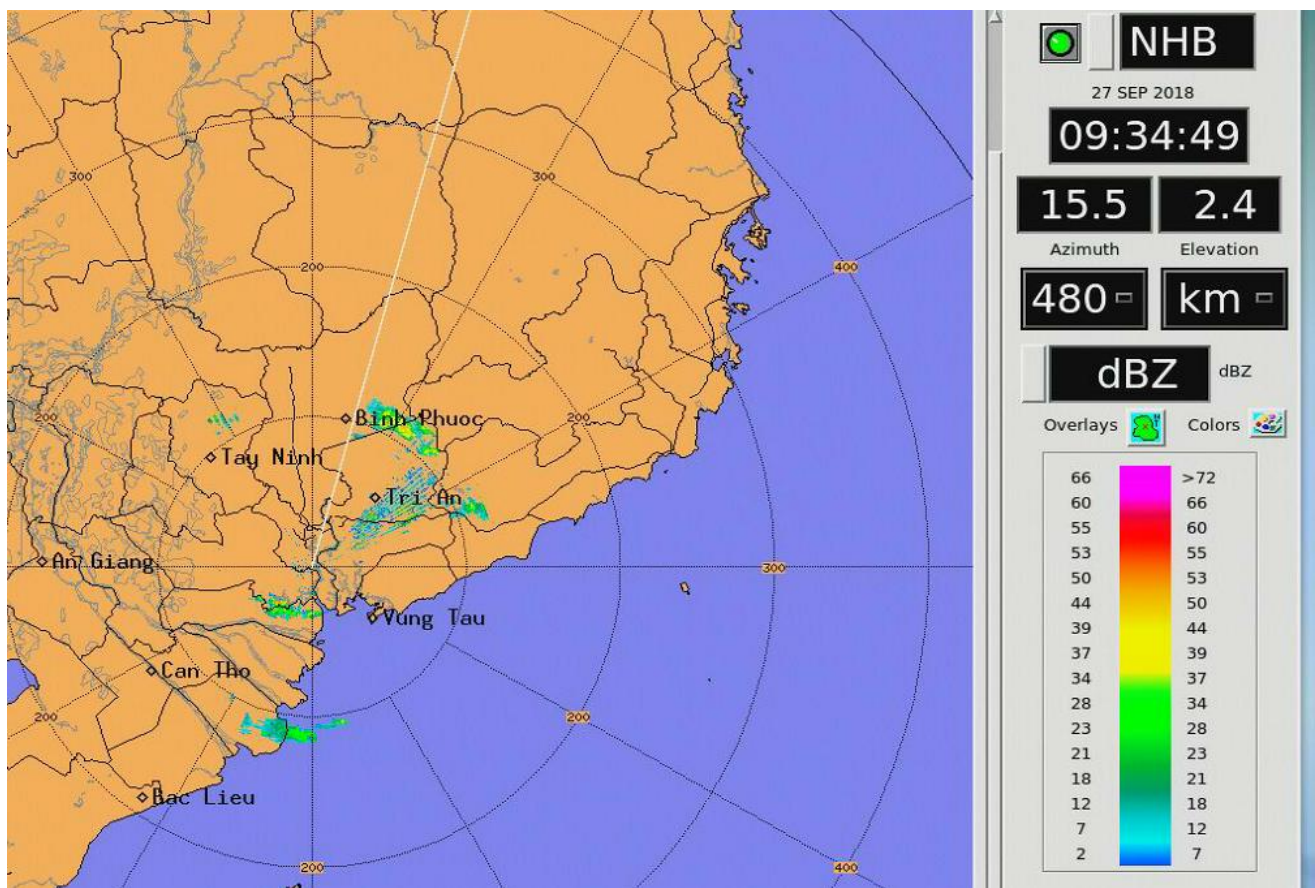 300
300
200
400
200
Binh Phuoc
200
Tay Ninh
Tri An
An Giang
300
Vung Tau
Can Tho
200
200
Bac Lieu
200
400
NHB
27 SEP 2018
09:34:49
15.5 2.4
Azimuth Elevation
480 km
dBZ dBZ
Overlays Colors
66 >72
60 66
55 60
53 55
50 53
44 50
39 44
37 39
34 37
28 34
23 28
21 23
18 21
12 18
7 12
2 7